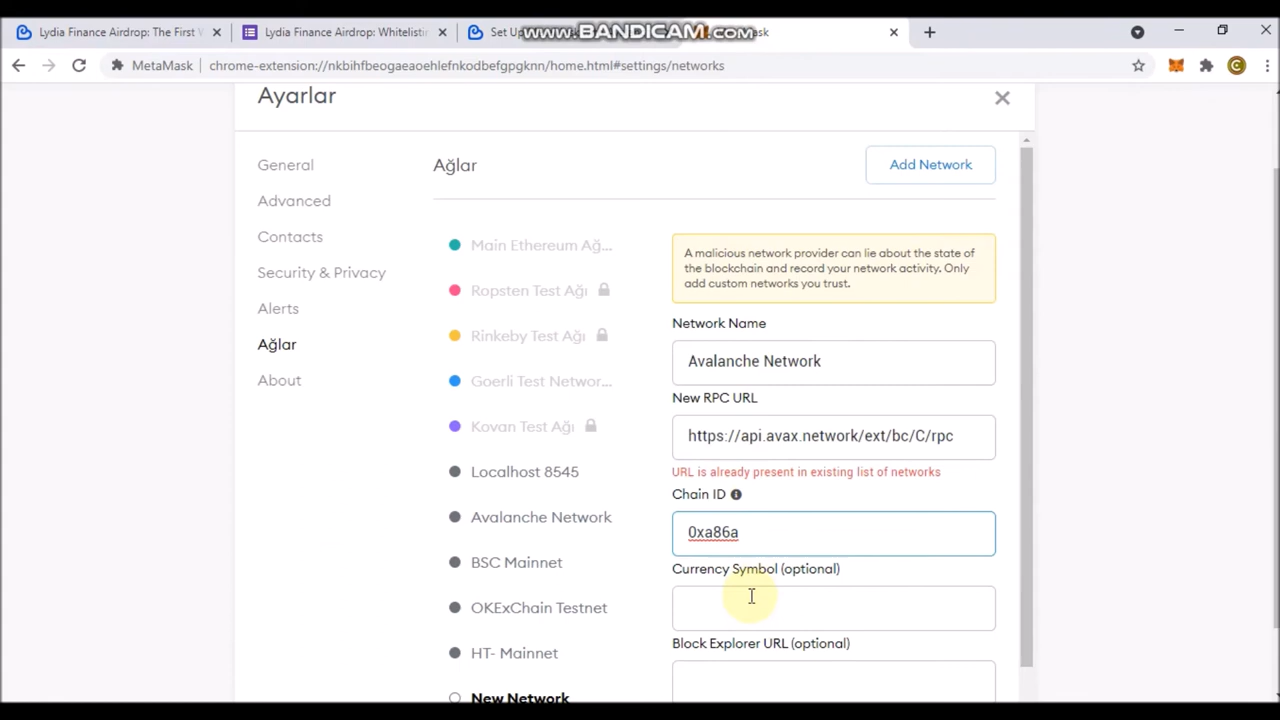 Lydia Finance Airdrop: The First V
Lydia Finance Airdrop: Whitelistin
Set Up
www.BANDICAM.com
MetaMask
chrome-extension://nkbihfbeogaeaoehlefnkodbefgpgknn/home.html#settings/networks
C
Ayarlar
General
Advanced
Contacts
Security & Privacy
Alerts
Ağlar
About
Ağlar
Add Network
Main Ethereum Ağ...
Ropsten Test Ağı
Rinkeby Test Ağı
Goerli Test Networ...
Kovan Test Ağı
Localhost 8545
Avalanche Network
BSC Mainnet
OKExChain Testnet
HT- Mainnet
New Network
A malicious network provider can lie about the state of
the blockchain and record your network activity. Only
add custom networks you trust.
Network Name
Avalanche Network
New RPC URL
https://api.avax.network/ext/bc/C/rpc
URL is already present in existing list of networks
Chain ID
0xa86a
Currency Symbol (optional)
Block Explorer URL (optional)